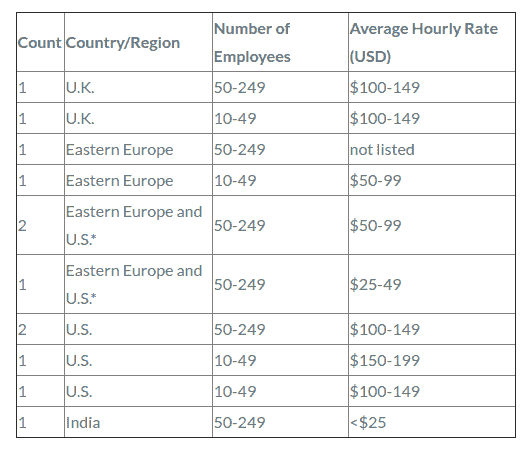 Count Country/Region Number of Employees Average Hourly Rate (USD)
1 U.K. 50-249 $100-149
1 U.K. 10-49 $100-149
1 Eastern Europe 50-249 not listed
1 Eastern Europe 10-49 $50-99
2 Eastern Europe and U.S.* 50-249 $50-99
1 Eastern Europe and U.S.* 50-249 $25-49
2 U.S. 50-249 $100-149
1 U.S. 10-49 $150-199
1 U.S. 10-49 $100-149
1 India 50-249 <$25